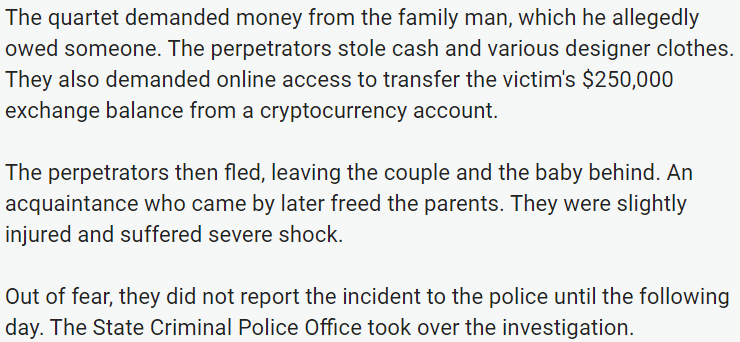 The quartet demanded money from the family man, which he allegedly
owed someone. The perpetrators stole cash and various designer clothes.
They also demanded online access to transfer the victim's $250,000
exchange balance from a cryptocurrency account.
The perpetrators then fled, leaving the couple and the baby behind. An
acquaintance who came by later freed the parents. They were slightly
injured and suffered severe shock.
Out of fear, they did not report the incident to the police until the following
day. The State Criminal Police Office took over the investigation.